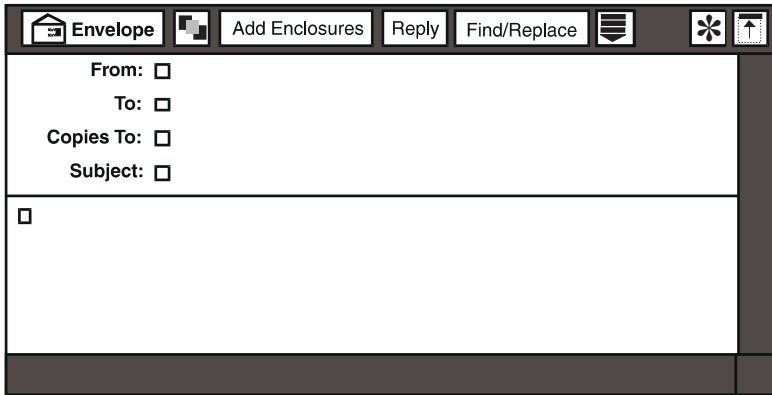 Envelope Add Enclosures Reply Find/Replace
From:
To:
Copies To:
Subject: